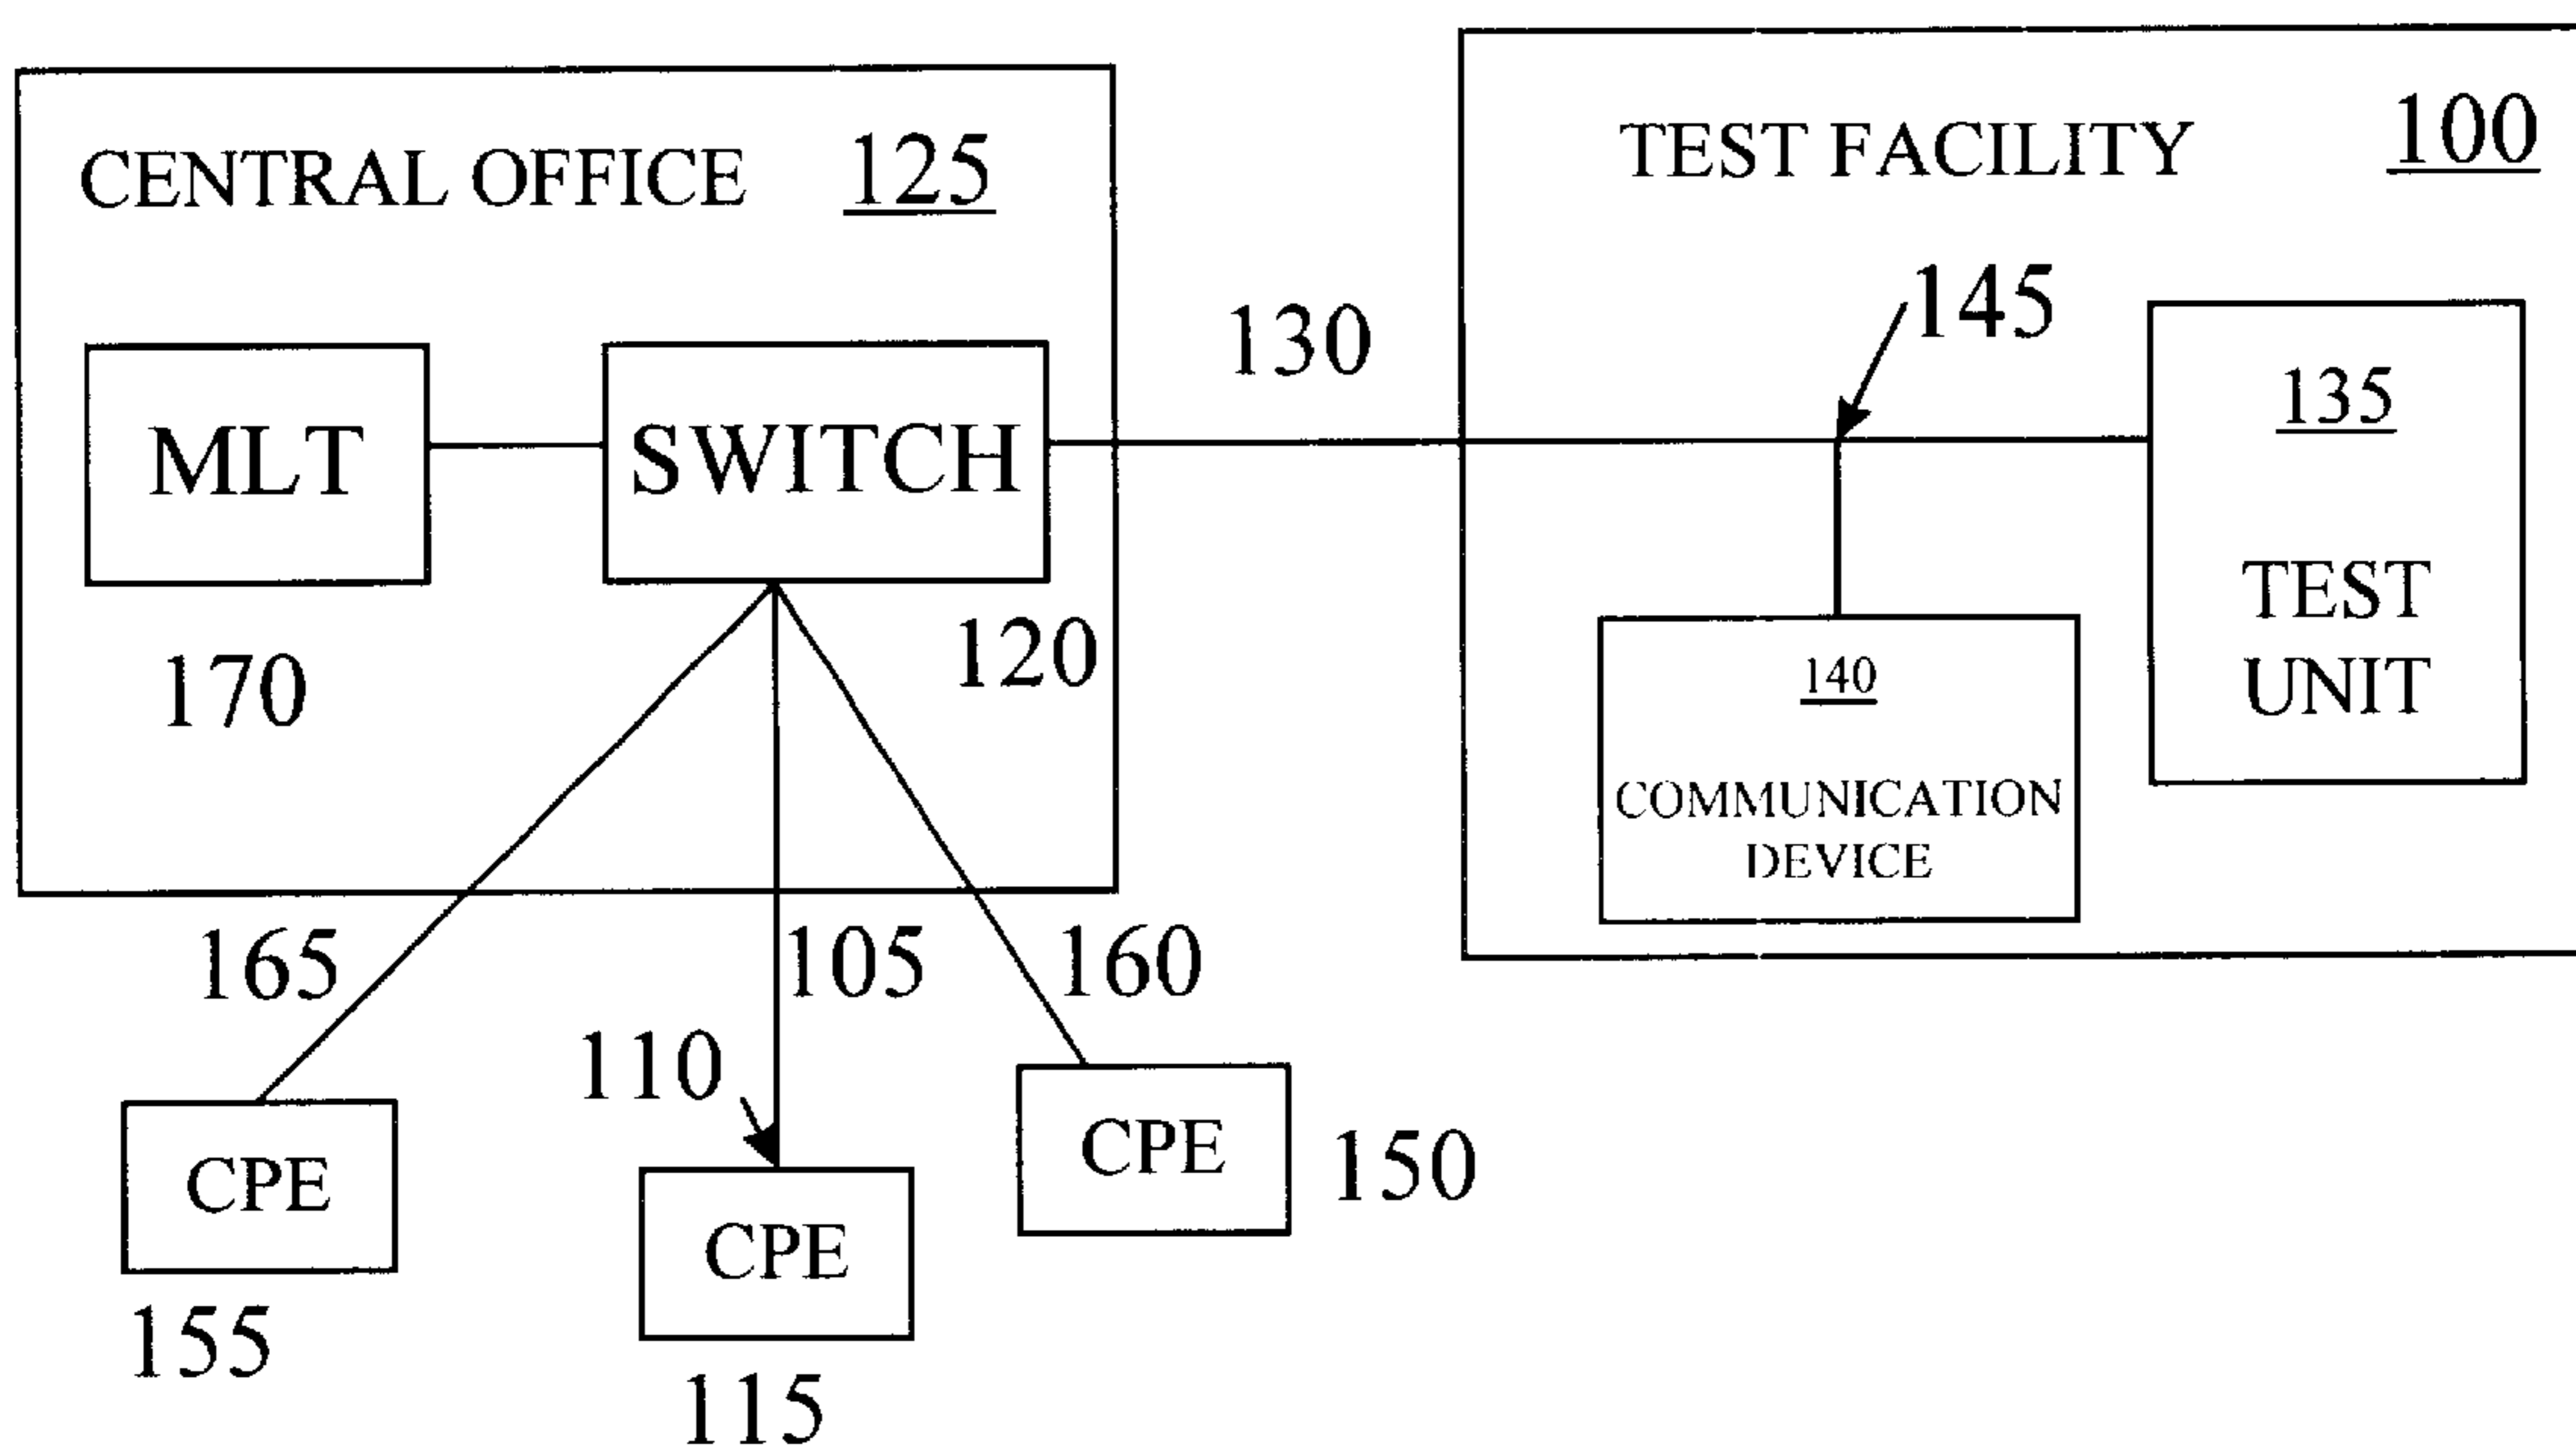 CENTRAL OFFICE 125
TEST FACILITY 100
145
130
MLT
SWITCH
135
TEST
UNIT
170
120
140
COMMUNICATION
DEVICE
165
105
160
110
CPE
150
CPE
CPE
155
115